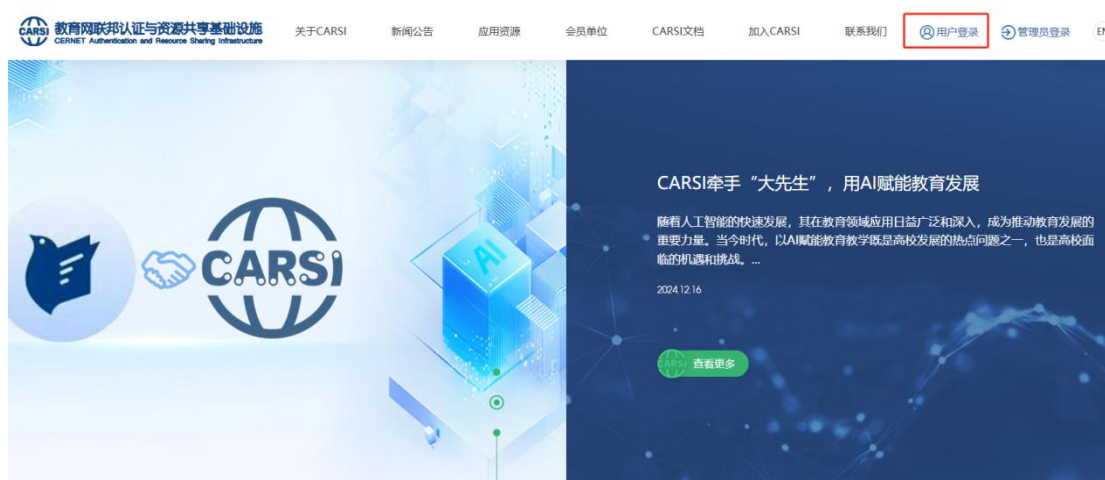 CARSI 教育网联邦认证与资源共享基础设施
CERNET Authentication and Resource Sharing Infrastructure
关于CARSI 新闻公告 应用资源 会员单位 CARSI文档 加入CARSI 联系我们 用户登录 管理员登录
CARSI牵手“大先生”，用AI赋能教育发展
随着人工智能的快速发展，其在教育领域应用日益广泛和深入，成为推动教育发展的
重要力量。当今时代，以AI赋能教育教学既是高校发展的热点问题之一，也是高校面
临的机遇和挑战。...
2024.12.16
CARSI
AI
CARSI 查看更多